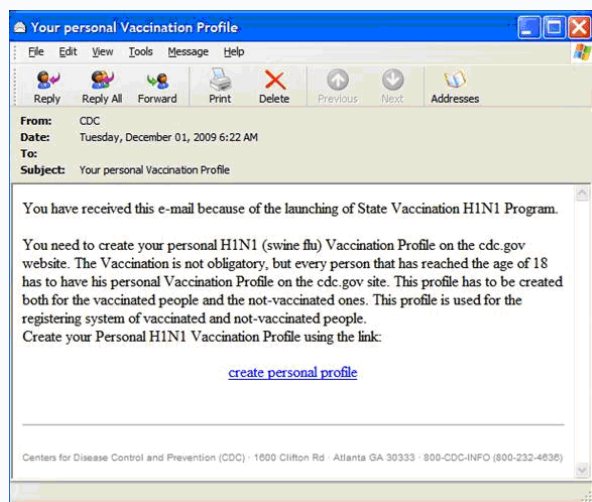 Your personal Vaccination Profile
File Edit View Tools Message Help
Reply Reply All Forward Print Delete Previous Next Addresses
From: CDC
Date: Tuesday, December 01, 2009 6:22 AM
To:
Subject: Your personal Vaccination Profile
You have received this e-mail because of the launching of State Vaccination H1N1 Program.
You need to create your personal H1N1 (swine flu) Vaccination Profile on the cdc.gov
website. The Vaccination is not obligatory, but every person that has reached the age of 18
has to have his personal Vaccination Profile on the cdc.gov site. This profile has to be created
both for the vaccinated people and the not-vaccinated ones. This profile is used for the
registering system of vaccinated and not-vaccinated people.
Create your Personal H1N1 Vaccination Profile using the link:
create personal profile
Centers for Disease Control and Prevention (CDC) · 1600 Clifton Rd · Atlanta GA 30333 · 800-CDC-INFO (800-232-4636)